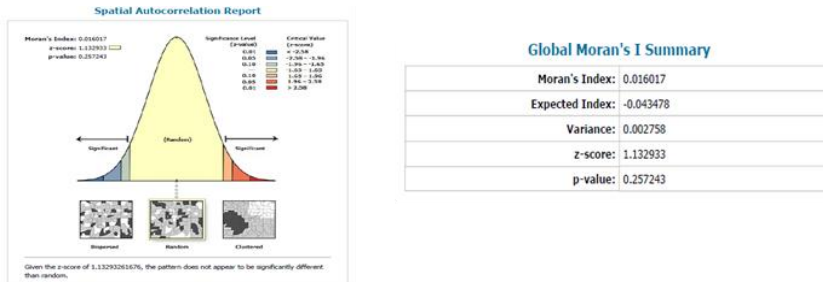 Spatial Autocorrelation Report
Moran's Index: 0.016017
z-score: 1.132933
p-value: 0.257243
Significance Level
(p-value)
Critical Value
(z-score)
0.01 < -2.58
0.05 -2.58 - -1.96
0.10 -1.96 - -1.65
-1.65 - 1.65
0.10 1.65 - 1.96
0.05 1.96 - 2.58
0.01 > 2.58
Significant
(Random)
Significant
Dispersed
Random
Clustered
Given the z-score of 1.13293261676, the pattern does not appear to be significantly different
than random.
Global Moran's I Summary
Moran's Index: 0.016017
Expected Index: -0.043478
Variance: 0.002758
z-score: 1.132933
p-value: 0.257243